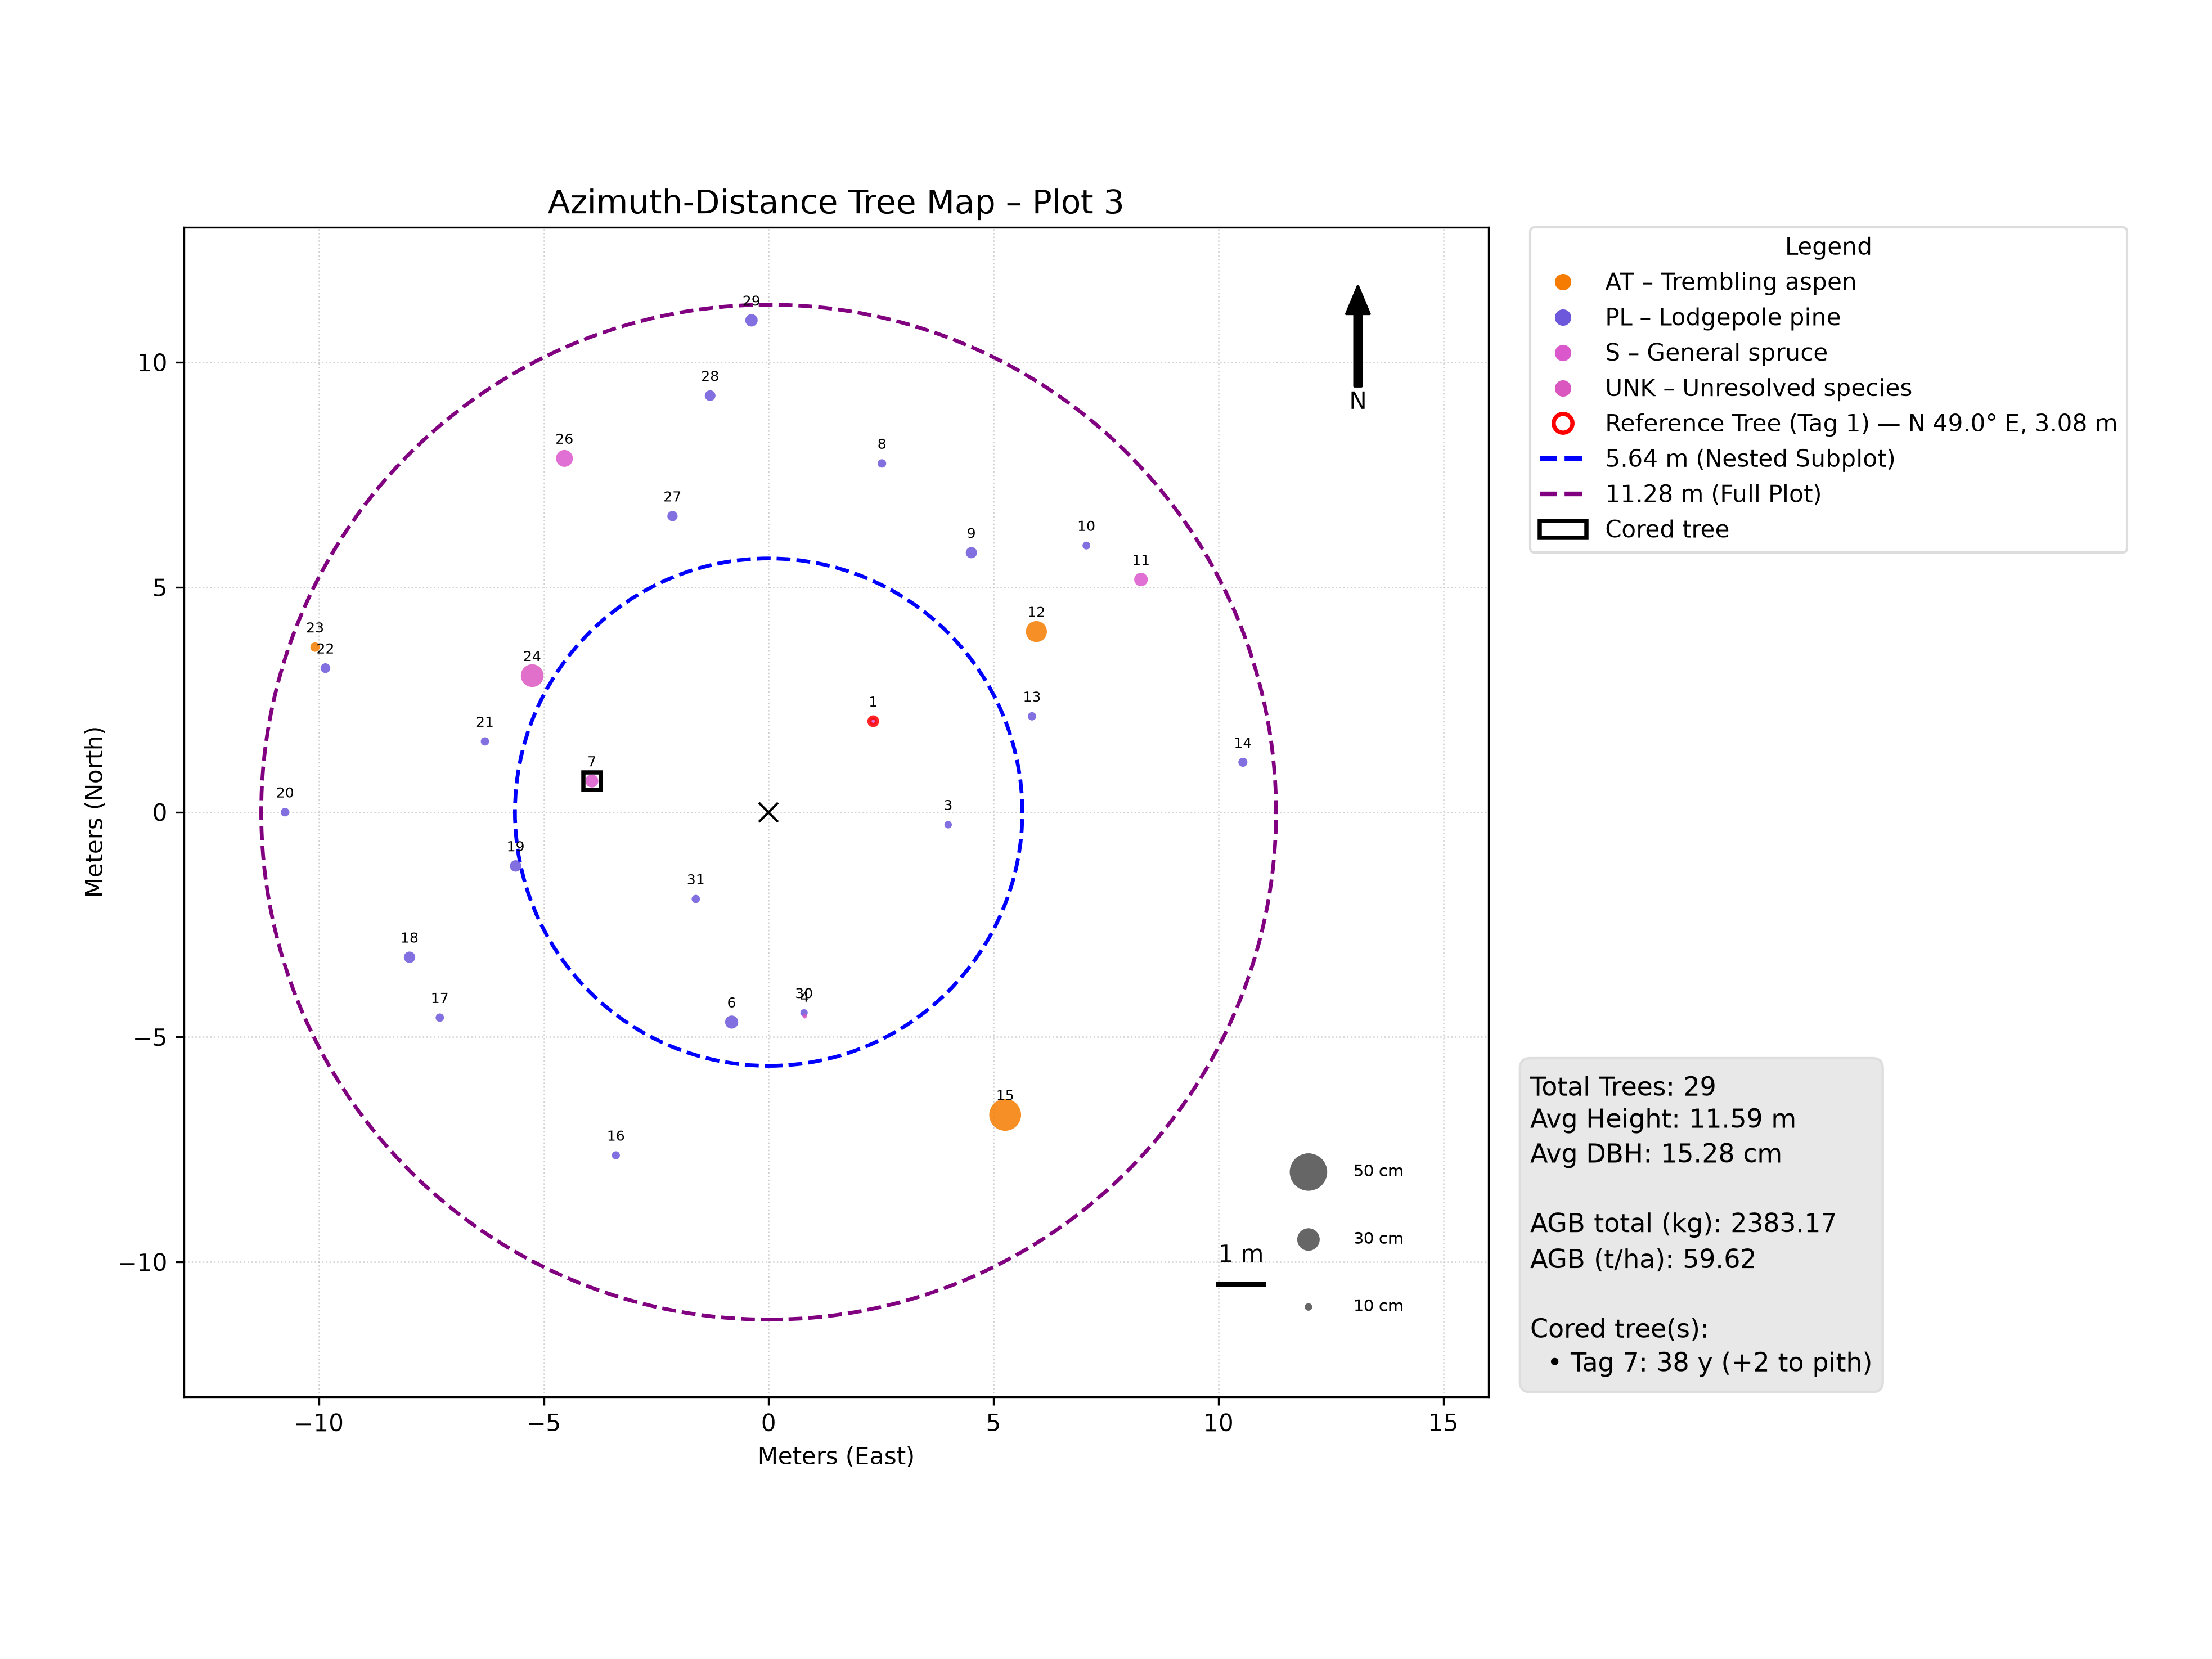 Azimuth-Distance Tree Map – Plot 3
Meters (North)
10
5
0
−5
−10
−10
−5
0
5
10
15
Meters (East)
29
28
26
8
27
9
10
11
12
23
22
24
13
1
21
14
7
20
3
19
31
18
17
30
4
6
15
16
N
50 cm
30 cm
10 cm
1 m
Legend
AT – Trembling aspen
PL – Lodgepole pine
S – General spruce
UNK – Unresolved species
Reference Tree (Tag 1) — N 49.0° E, 3.08 m
5.64 m (Nested Subplot)
11.28 m (Full Plot)
Cored tree
Total Trees: 29
Avg Height: 11.59 m
Avg DBH: 15.28 cm
AGB total (kg): 2383.17
AGB (t/ha): 59.62
Cored tree(s):
• Tag 7: 38 y (+2 to pith)